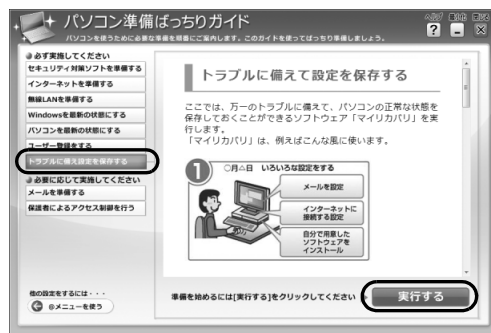 パソコン準備ばっちりガイド
パソコンを使うために必要な準備を順番にご案内します。このガイドを使ってばっちり準備しましょう。
ヘルプ 最小化 閉じる
必ず実施してください
セキュリティ対策ソフトを準備する
インターネットを準備する
無線LANを準備する
Windowsを最新の状態にする
パソコンを最新の状態にする
ユーザー登録をする
トラブルに備え設定を保存する
必要に応じて実施してください
メールを準備する
保護者によるアクセス制御を行う
他の設定をするには・・・
@メニューを使う
トラブルに備えて設定を保存する
ここでは、万一のトラブルに備えて、パソコンの正常な状態を
保存しておくことができるソフトウェア「マイリカバリ」を実
行します。
「マイリカバリ」は、例えばこんな風に使います。
1 ○月△日 いろいろな設定をする
メールを設定
インターネットに
接続する設定
自分で用意した
ソフトウェアを
インストール
準備を始めるには[実行する]をクリックしてください
実行する